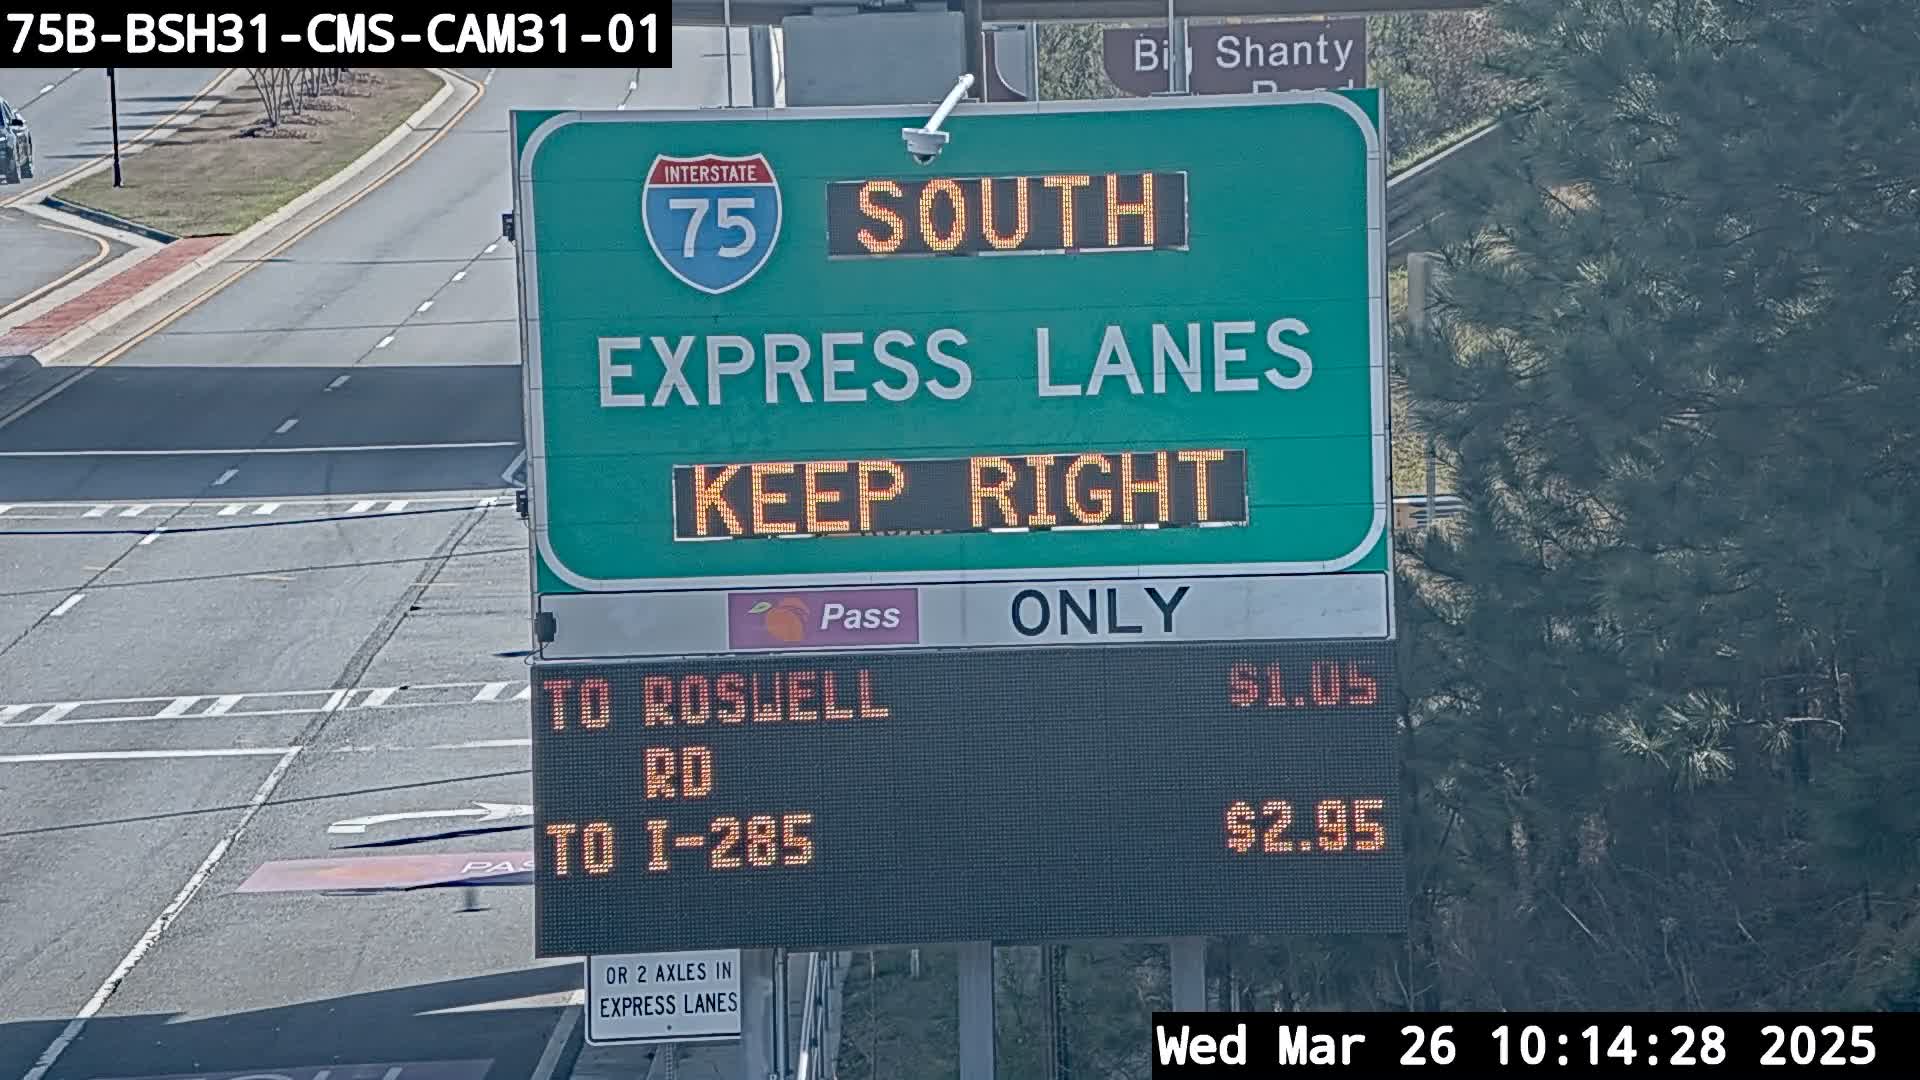 75B-BSH31-CMS-CAM31-01
Big Shanty
Road
INTERSTATE
75
SOUTH
EXPRESS LANES
KEEP RIGHT
Pass ONLY
TO ROSWELL $1.05
RD
TO I-285 $2.95
PAS
OR 2 AXLES IN
EXPRESS LANES
Wed Mar 26 10:14:28 2025